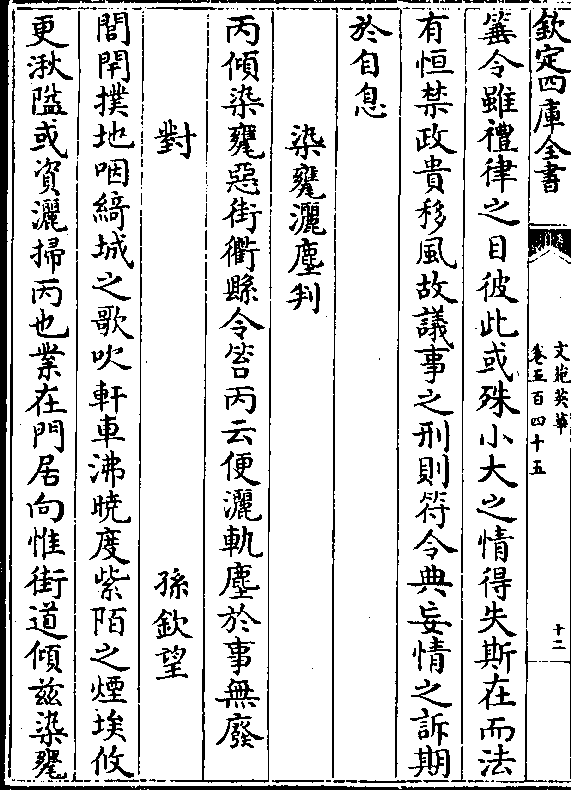 欽定四庫全書
文苑英華
卷五百四十五
十二
篝令雖禮律之目彼此或殊小大之情得失斯在而法
有恒禁政貴移風故議事之刑則符令典妄情之訴期
於自息
染甕灑塵判
丙傾染甕惡街衢縣令笞丙云便灑軌塵於事無廢
對
孫欽望
閭閈撲地咽綺城之歌吹軒車沸曉度紫陌之煙埃攸
更湫隘或資灑掃丙也業在門居向惟街道傾兹染甕